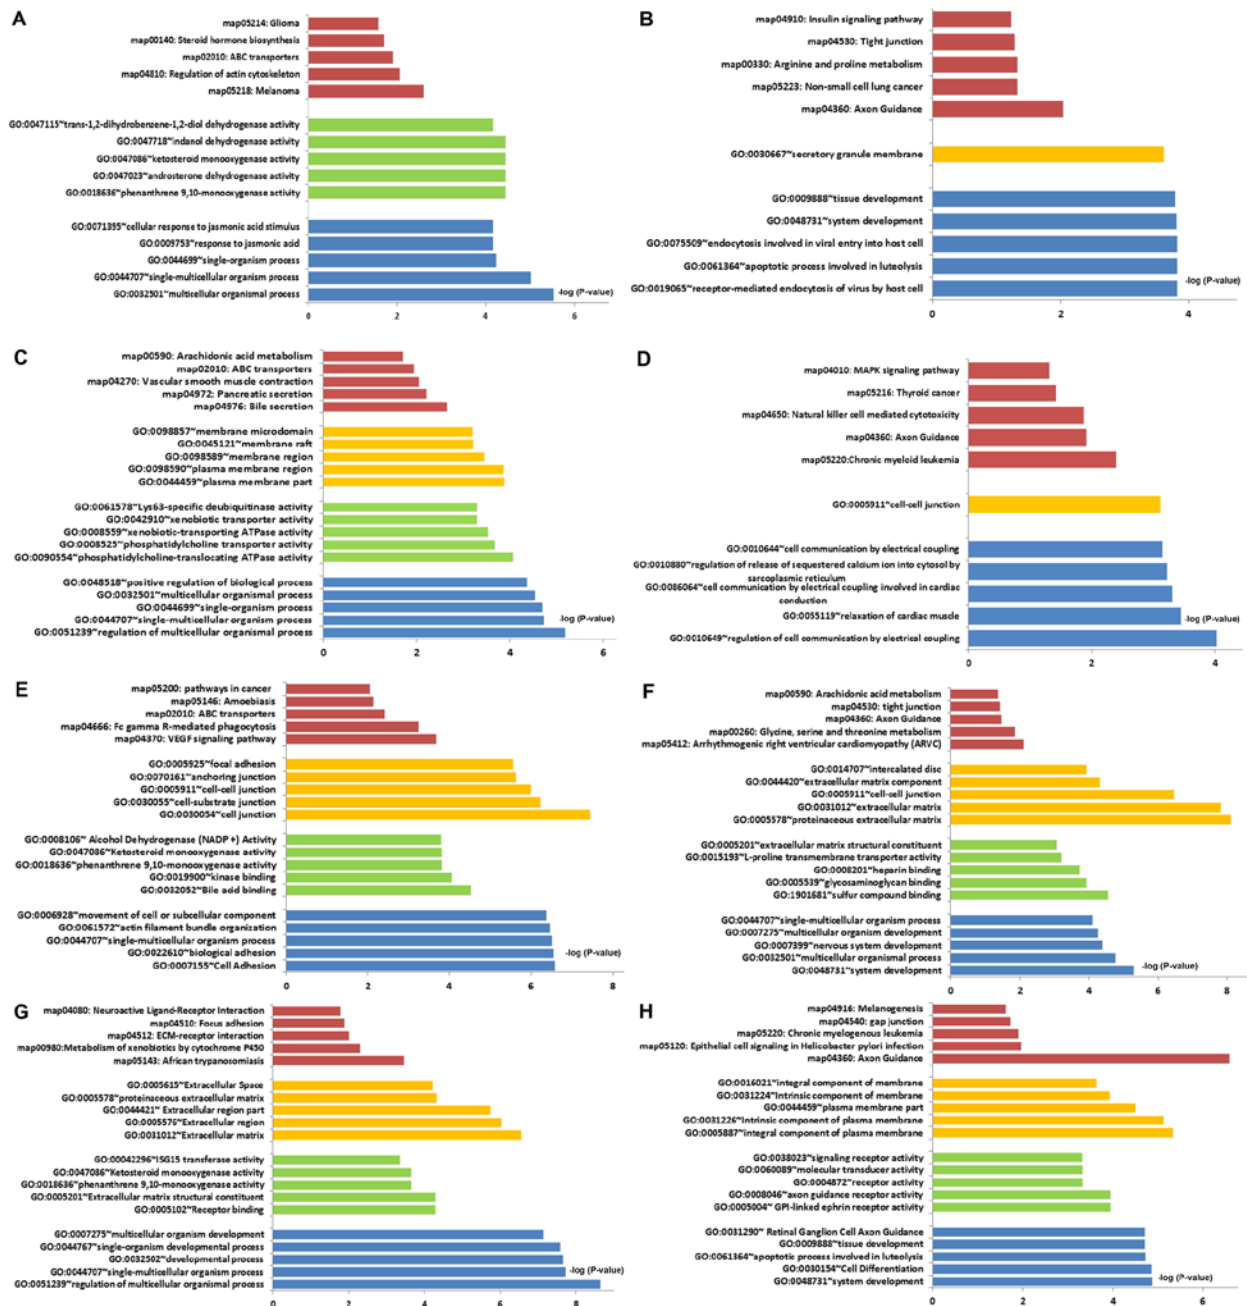 A
map05214: Glioma
map00140: Steroid hormone biosynthesis
map02010: ABC transporters
map04810: Regulation of actin cytoskeleton
map05218: Melanoma
GO:0047115~trans-1,2-dihydrobenzene-1,2-diol dehydrogenase activity
GO:0047718~indanol dehydrogenase activity
GO:0047086~ketosteroid monooxygenase activity
GO:0047023~androsterone dehydrogenase activity
GO:0018636~phenanthrene 9,10-monooxygenase activity
GO:0071395~cellular response to jasmonic acid stimulus
GO:0009753~response to jasmonic acid
GO:0044699~single-organism process
GO:0044707~single-multicellular organism process
GO:0032501~multicellular organismal process
-log (P-value)
0 2 4 6
B
map04910: Insulin signaling pathway
map04530: Tight junction
map00330: Arginine and proline metabolism
map05223: Non-small cell lung cancer
map04360: Axon Guidance
GO:0030667~secretory granule membrane
GO:0009888~tissue development
GO:0048731~system development
GO:0075509~endocytosis involved in viral entry into host cell
GO:0061364~apoptotic process involved in luteolysis
GO:0019065~receptor-mediated endocytosis of virus by host cell
-log (P-value)
0 2 4
C
map00590: Arachidonic acid metabolism
map02010: ABC transporters
map04270: Vascular smooth muscle contraction
map04972: Pancreatic secretion
map04976: Bile secretion
GO:0098857~membrane microdomain
GO:0045121~membrane raft
GO:0098589~membrane region
GO:0098590~plasma membrane region
GO:0044459~plasma membrane part
GO:0061578~Lys63-specific deubiquitinase activity
GO:0042910~xenobiotic transporter activity
GO:0008559~xenobiotic-transporting ATPase activity
GO:0008525~phosphatidylcholine transporter activity
GO:0090554~phosphatidylcholine-translocating ATPase activity
GO:0048518~positive regulation of biological process
GO:0032501~multicellular organismal process
GO:0044699~single-organism process
GO:0044707~single-multicellular organism process
GO:0051239~regulation of multicellular organismal process
-log (P-value)
0 2 4 6
D
map04010: MAPK signaling pathway
map05216: Thyroid cancer
map04650: Natural killer cell mediated cytotoxicity
map04360: Axon Guidance
map05220:Chronic myeloid leukemia
GO:0005911~cell-cell junction
GO:0010644~cell communication by electrical coupling
GO:0010880~regulation of release of sequestered calcium ion into cytosol by
sarcoplasmic reticulum
GO:0086064~cell communication by electrical coupling involved in cardiac
conduction
GO:0055119~relaxation of cardiac muscle
GO:0010649~regulation of cell communication by electrical coupling
-log (P-value)
0 2 4
E
map05200: pathways in cancer
map05146: Amoebiasis
map02010: ABC transporters
map04666: Fc gamma R-mediated phagocytosis
map04370: VEGF signaling pathway
GO:0005925~focal adhesion
GO:0070161~anchoring junction
GO:0005911~cell-cell junction
GO:0030055~cell-substrate junction
GO:0030054~cell junction
GO:0008106~ Alcohol Dehydrogenase (NADP +) Activity
GO:0047086~Ketosteroid monooxygenase activity
GO:0018636~phenanthrene 9,10-monooxygenase activity
GO:0019900~kinase binding
GO:0032052~Bile acid binding
GO:0006928~movement of cell or subcellular component
GO:0061572~actin filament bundle organization
GO:0044707~single-multicellular organism process
GO:0022610~biological adhesion
GO:0007155~Cell Adhesion
-log (P-value)
0 2 4 6 8
F
map00590: Arachidonic acid metabolism
map04530: tight junction
map04360: Axon Guidance
map00260: Glycine, serine and threonine metabolism
map05412: Arrhythmogenic right ventricular cardiomyopathy (ARVC)
GO:0014707~intercalated disc
GO:0044420~extracellular matrix component
GO:0005911~cell-cell junction
GO:0031012~extracellular matrix
GO:0005578~proteinaceous extracellular matrix
GO:0005201~extracellular matrix structural constituent
GO:0015193~L-proline transmembrane transporter activity
GO:0008201~heparin binding
GO:0005539~glycosaminoglycan binding
GO:1901681~sulfur compound binding
GO:0044707~single-multicellular organism process
GO:0007275~multicellular organism development
GO:0007399~nervous system development
GO:0032501~multicellular organismal process
GO:0048731~system development
-log (P-value)
0 2 4 6 8
G
map04080: Neuroactive Ligand-Receptor Interaction
map04510: Focus adhesion
map04512: ECM-receptor interaction
map00980:Metabolism of xenobiotics by cytochrome P450
map05143: African trypanosomiasis
GO:0005615~Extracellular Space
GO:0005578~proteinaceous extracellular matrix
GO:0044421~ Extracellular region part
GO:0005576~Extracellular region
GO:0031012~Extracellular matrix
GO:00042296~ISG15 transferase activity
GO:0047086~Ketosteroid monooxygenase activity
GO:0018636~phenanthrene 9,10-monooxygenase activity
GO:0005201~Extracellular matrix structural constituent
GO:0005102~Receptor binding
GO:0007275~multicellular organism development
GO:0044767~single-organism developmental process
GO:0032502~developmental process
GO:0044707~single-multicellular organism process
GO:0051239~regulation of multicellular organismal process
-log (P-value)
0 2 4 6 8
H
map04916: Melanogenesis
map04540: gap junction
map05220: Chronic myelogenous leukemia
map05120: Epithelial cell signaling in Helicobacter pylori infection
map04360: Axon Guidance
GO:0016021~integral component of membrane
GO:0031224~Intrinsic component of membrane
GO:0044459~plasma membrane part
GO:0031226~Intrinsic component of plasma membrane
GO:0005887~integral component of plasma membrane
GO:0038023~signaling receptor activity
GO:0060089~molecular transducer activity
GO:0004872~receptor activity
GO:0008046~axon guidance receptor activity
GO:0005004~ GPI-linked ephrin receptor activity
GO:0031290~ Retinal Ganglion Cell Axon Guidance
GO:0009888~tissue development
GO:0061364~apoptotic process involved in luteolysis
GO:0030154~Cell Differentiation
GO:0048731~system development
-log (P-value)
0 2 4 6